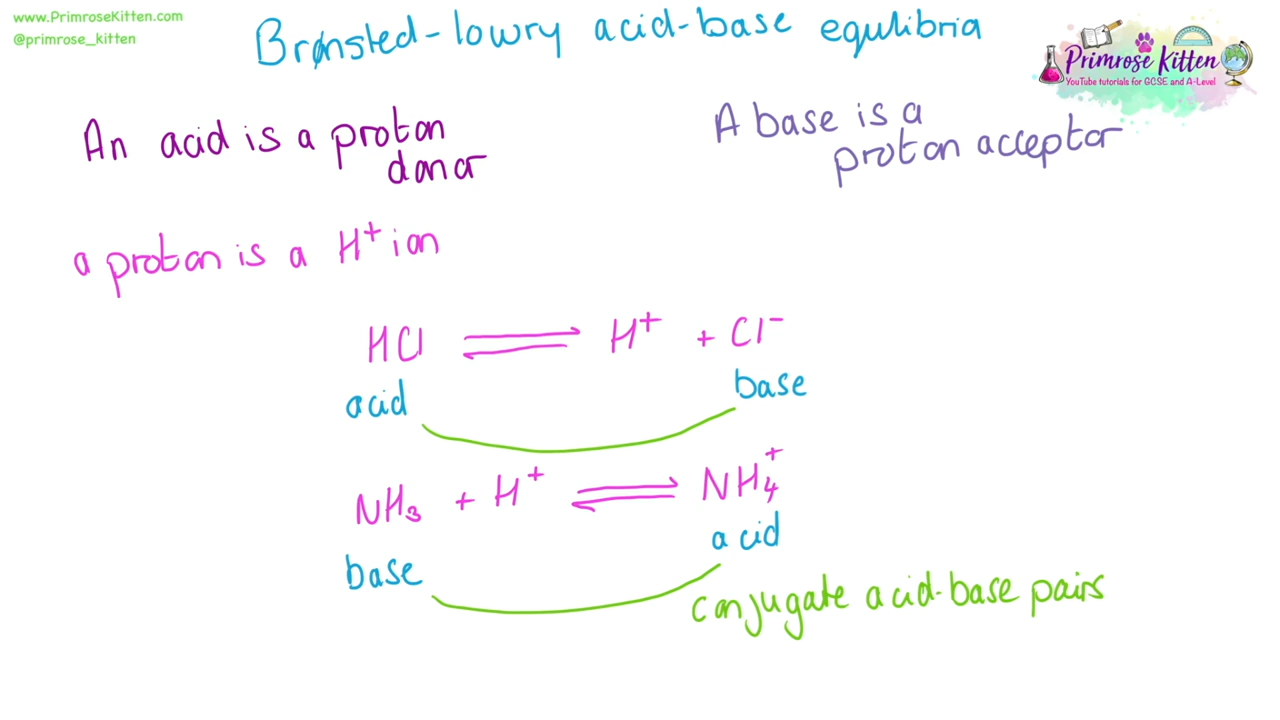 www.PrimroseKitten.com
@primrose_kitten
Brønsted-lowry acid-base equlibria
Primrose Kitten
YouTube tutorials for GCSE and A-Level
An acid is a proton
donor
A base is a
proton acceptor
a proton is a H⁺ ion
HCl ⇌ H⁺ + Cl⁻
acid base
NH₃ + H⁺ ⇌ NH₄⁺
base acid
conjugate acid-base pairs